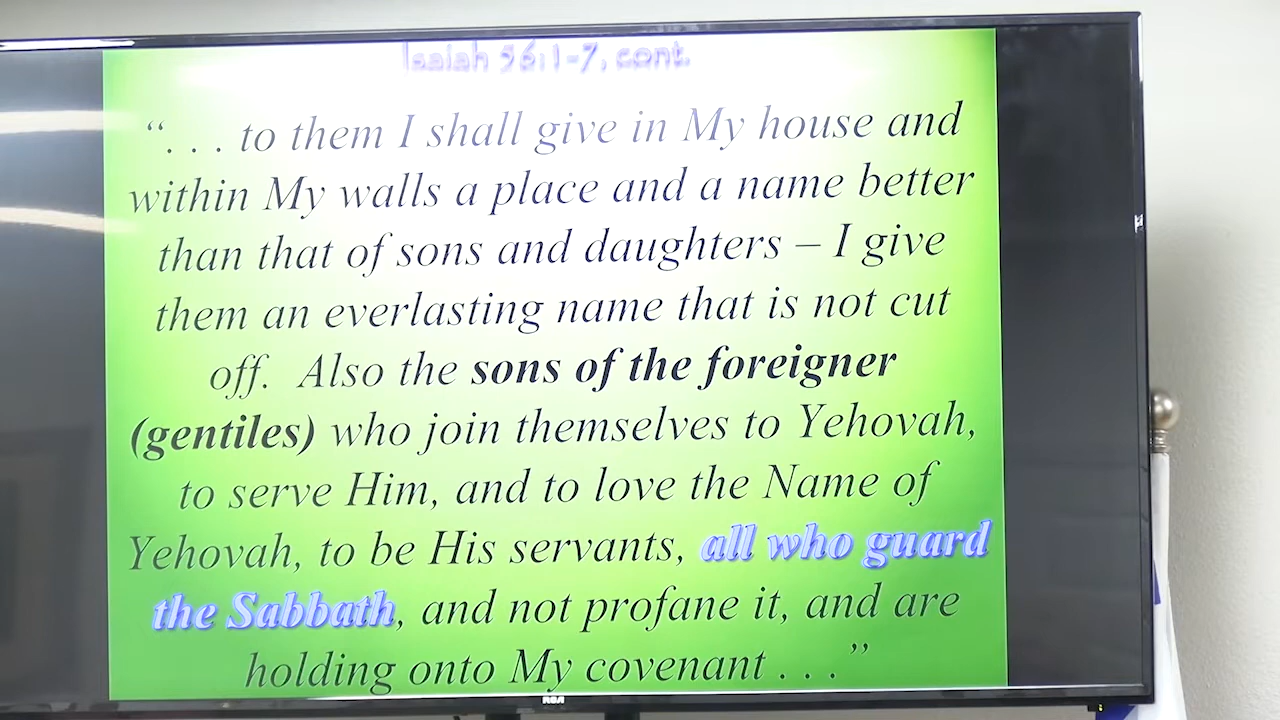 Isaiah 56:1-7, cont.
“. . . to them I shall give in My house and
within My walls a place and a name better
than that of sons and daughters – I give
them an everlasting name that is not cut
off.  Also the sons of the foreigner
(gentiles) who join themselves to Yehovah,
to serve Him, and to love the Name of
Yehovah, to be His servants, all who guard
the Sabbath, and not profane it, and are
holding onto My covenant . . .”
RCA